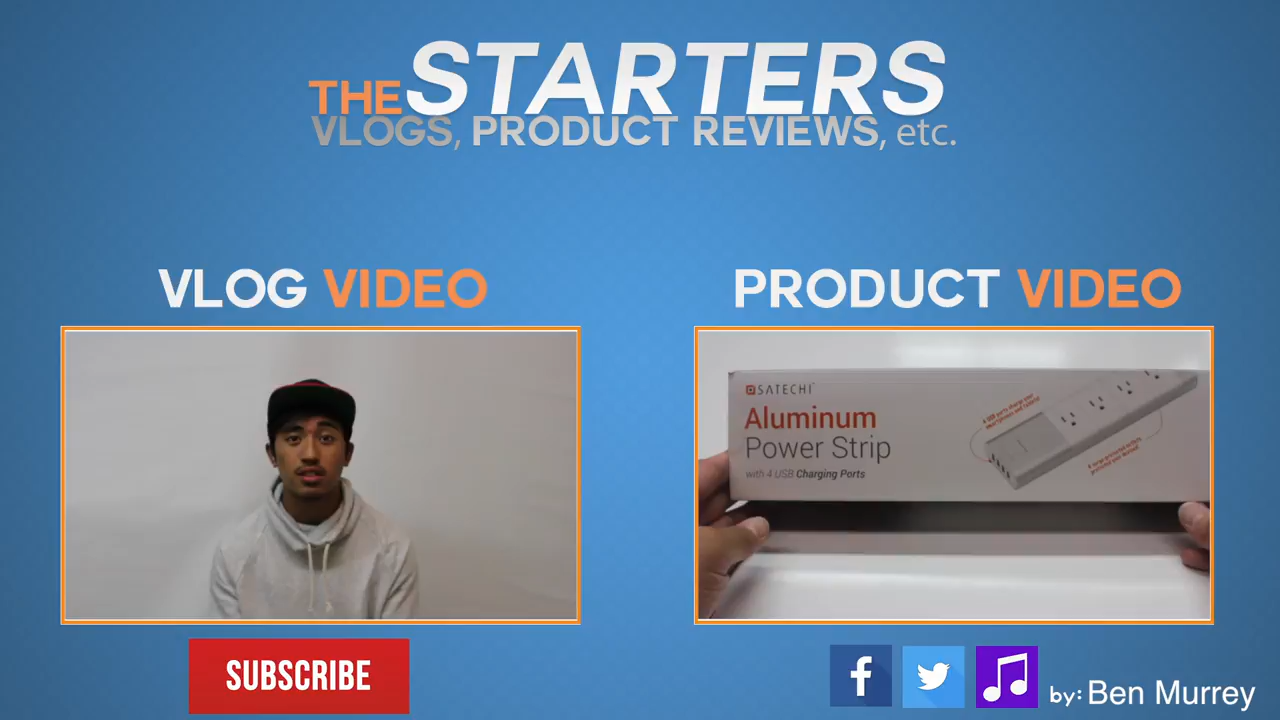 THE STARTERS
VLOGS, PRODUCT REVIEWS, etc.
VLOG VIDEO
PRODUCT VIDEO
SATECHI
Aluminum
Power Strip
with 4 USB Charging Ports
SUBSCRIBE
by: Ben Murrey